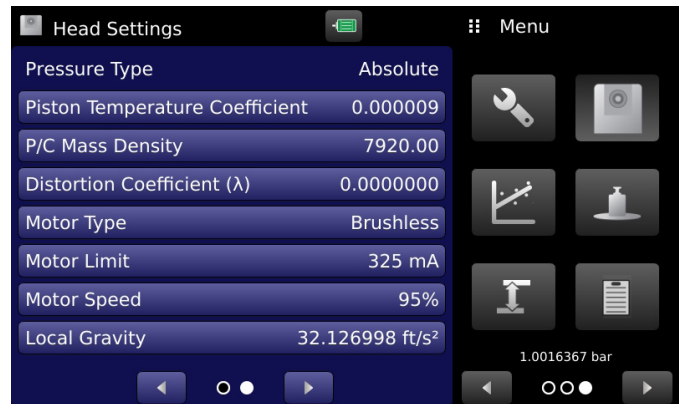 Head Settings
Menu
Pressure Type Absolute
Piston Temperature Coefficient 0.000009
P/C Mass Density 7920.00
Distortion Coefficient (λ) 0.0000000
Motor Type Brushless
Motor Limit 325 mA
Motor Speed 95%
Local Gravity 32.126998 ft/s²
1.0016367 bar